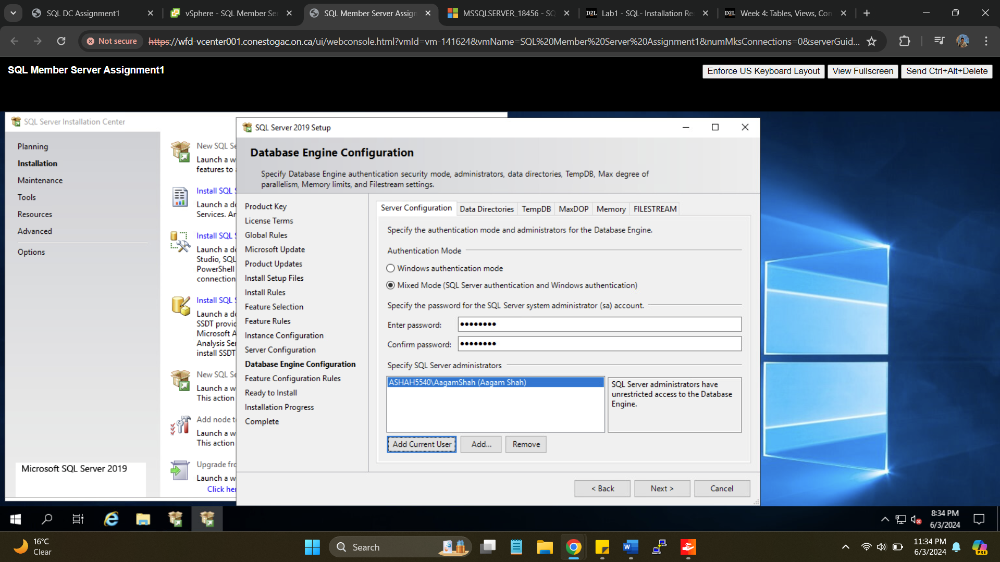 SQL DC Assignment1
vSphere - SQL Member Se
SQL Member Server Assig
MSSQLSERVER_18456 - SQ
D2L
Lab1 - SQL- Installation Re
D2L
Week 4: Tables, Views, Con
Not secure
https://wfd-vcenter001.conestogac.on.ca/ui/webconsole.html?vmId=vm-141624&vmName=SQL%20Member%20Server%20Assignment1&numMksConnections=0&serverGuid...
SQL Member Server Assignment1
Enforce US Keyboard Layout
View Fullscreen
Send Ctrl+Alt+Delete
SQL Server Installation Center
Planning
Installation
Maintenance
Tools
Resources
Advanced
Options
Microsoft SQL Server 2019
New SQL Se
Launch a w
features to
Install SQL S
Launch a de
Services. An
Install SQL S
Launch a de
Studio, SQL
PowerShell
connection
Install SQL S
Launch a de
SSDT provid
Microsoft A
Analysis Ser
install SSDT
New SQL Se
Launch a w
This action
Add node to
Launch a w
This action
Upgrade fro
Launch a w
Click her
SQL Server 2019 Setup
Database Engine Configuration
Specify Database Engine authentication security mode, administrators, data directories, TempDB, Max degree of
parallelism, Memory limits, and Filestream settings.
Product Key
License Terms
Global Rules
Microsoft Update
Product Updates
Install Setup Files
Install Rules
Feature Selection
Feature Rules
Instance Configuration
Server Configuration
Database Engine Configuration
Feature Configuration Rules
Ready to Install
Installation Progress
Complete
Server Configuration
Data Directories
TempDB
MaxDOP
Memory
FILESTREAM
Specify the authentication mode and administrators for the Database Engine.
Authentication Mode
Windows authentication mode
Mixed Mode (SQL Server authentication and Windows authentication)
Specify the password for the SQL Server system administrator (sa) account.
Enter password:
●●●●●●●●
Confirm password:
●●●●●●●●
Specify SQL Server administrators
ASHAH5540\AagamShah (Aagam Shah)
SQL Server administrators have
unrestricted access to the Database
Engine.
Add Current User
Add...
Remove
< Back
Next >
Cancel
8:34 PM
6/3/2024
16°C
Clear
Search
11:34 PM
6/3/2024
PRE